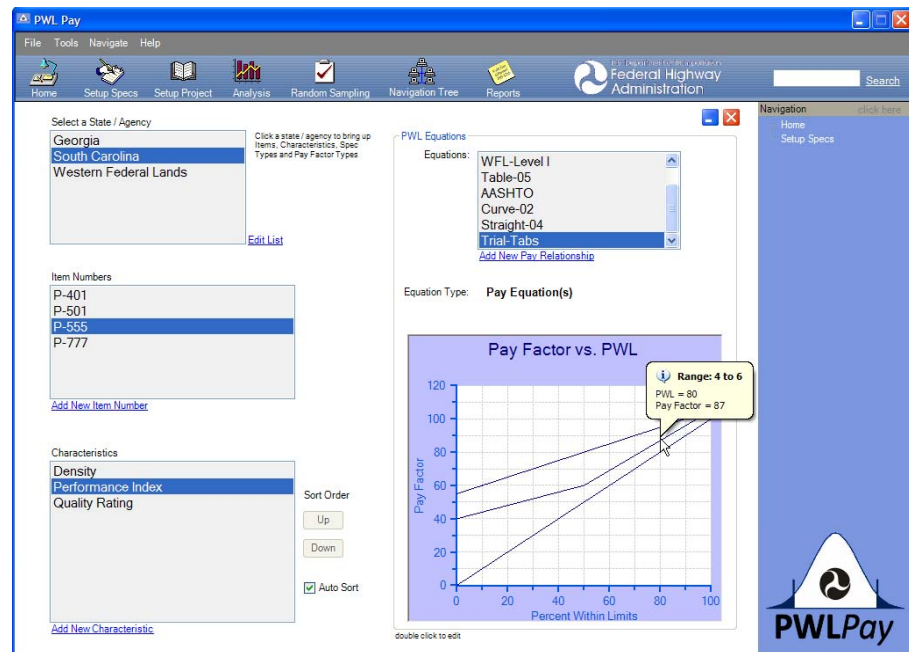 PWL Pay
File Tools Navigate Help
Home Setup Specs Setup Project Analysis Random Sampling Navigation Tree Reports
U.S. Department of Transportation
Federal Highway
Administration
Search
Select a State / Agency
Georgia
South Carolina
Western Federal Lands
Click a state / agency to bring up
Items, Characteristics, Spec
Types and Pay Factor Types
Edit List
Item Numbers
P-401
P-501
P-555
P-777
Add New Item Number
Characteristics
Density
Performance Index
Quality Rating
Sort Order
Up
Down
Auto Sort
Add New Characteristic
PWL Equations
Equations:
WFL-Level I
Table-05
AASHTO
Curve-02
Straight-04
Trial-Tabs
Add New Pay Relationship
Equation Type: Pay Equation(s)
Pay Factor vs. PWL
Range: 4 to 6
PWL = 80
Pay Factor = 87
Pay Factor
120
100
80
60
40
20
0
0 20 40 60 80 100
Percent Within Limits
double click to edit
Navigation click here
Home
Setup Specs
PWLPay